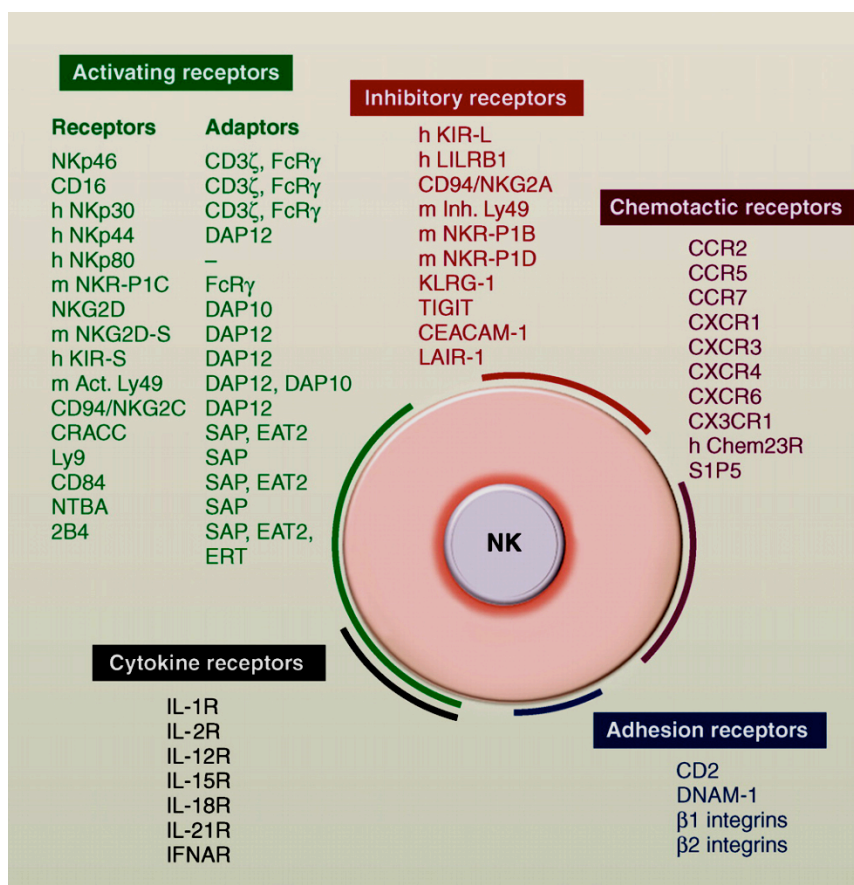 Activating receptors
Receptors Adaptors
NKp46 CD3ζ, FcRγ
CD16 CD3ζ, FcRγ
h NKp30 CD3ζ, FcRγ
h NKp44 DAP12
h NKp80 –
m NKR-P1C FcRγ
NKG2D DAP10
m NKG2D-S DAP12
h KIR-S DAP12
m Act. Ly49 DAP12, DAP10
CD94/NKG2C DAP12
CRACC SAP, EAT2
Ly9 SAP
CD84 SAP, EAT2
NTBA SAP
2B4 SAP, EAT2,
ERT
Inhibitory receptors
h KIR-L
h LILRB1
CD94/NKG2A
m Inh. Ly49
m NKR-P1B
m NKR-P1D
KLRG-1
TIGIT
CEACAM-1
LAIR-1
Chemotactic receptors
CCR2
CCR5
CCR7
CXCR1
CXCR3
CXCR4
CXCR6
CX3CR1
h Chem23R
S1P5
NK
Cytokine receptors
IL-1R
IL-2R
IL-12R
IL-15R
IL-18R
IL-21R
IFNAR
Adhesion receptors
CD2
DNAM-1
β1 integrins
β2 integrins